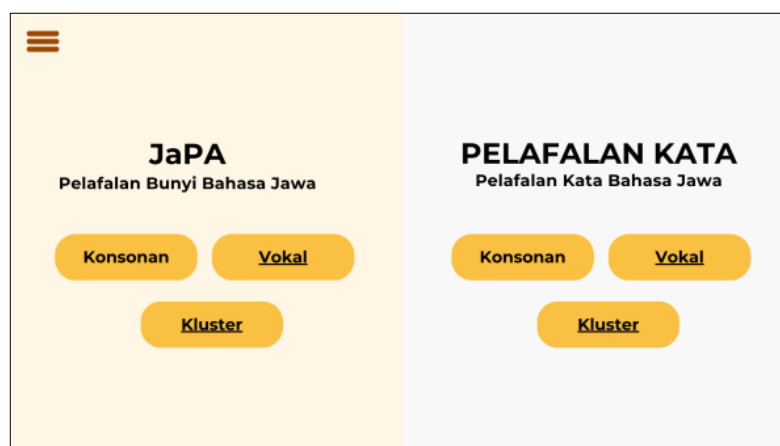 JaPA
Pelafalan Bunyi Bahasa Jawa
Konsonan
Vokal
Kluster
PELAFALAN KATA
Pelafalan Kata Bahasa Jawa
Konsonan
Vokal
Kluster